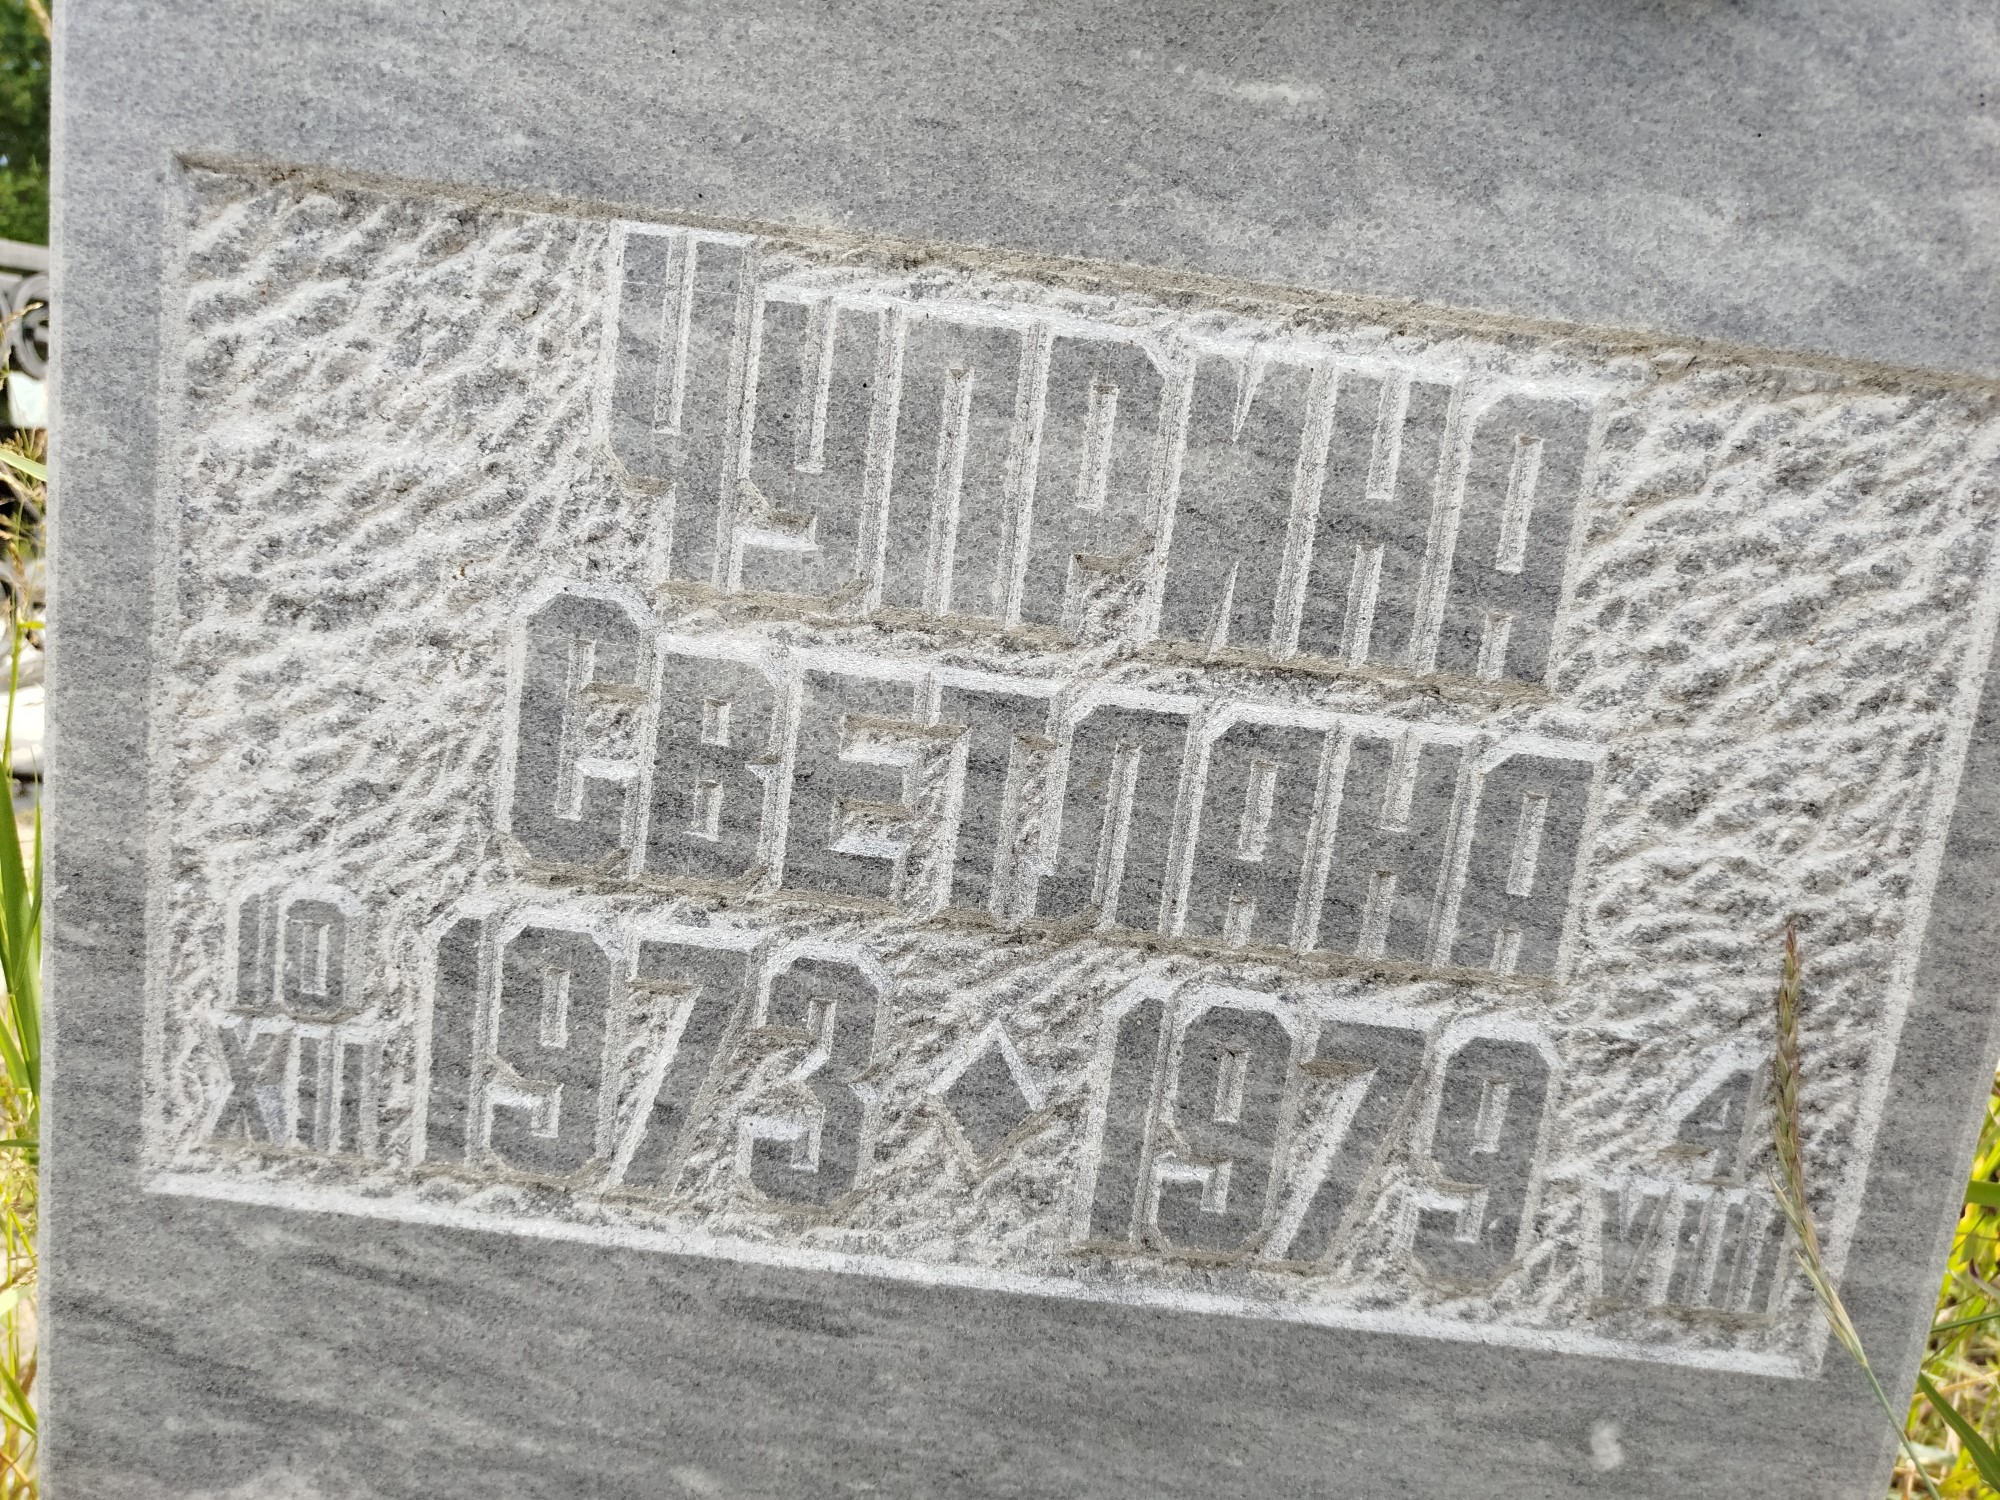 ЧУПРИНА
СВЕТЛАНА
10
XII
1973 ◆ 1979
4
VIII